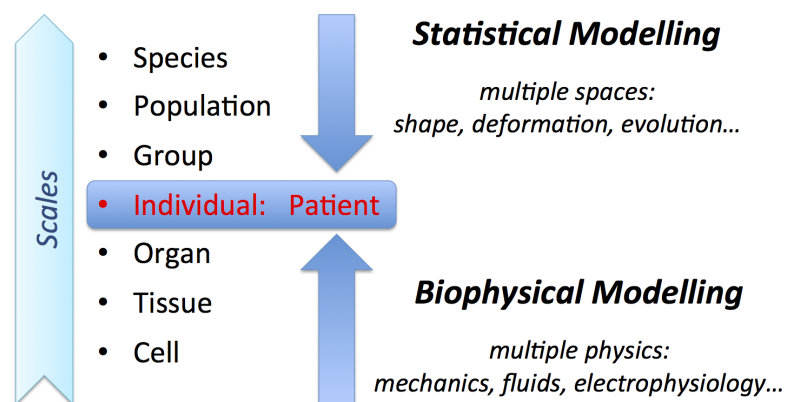 Scales
• Species
• Population
• Group
• Individual: Patient
• Organ
• Tissue
• Cell
Statistical Modelling
multiple spaces:
shape, deformation, evolution…
Biophysical Modelling
multiple physics:
mechanics, fluids, electrophysiology…